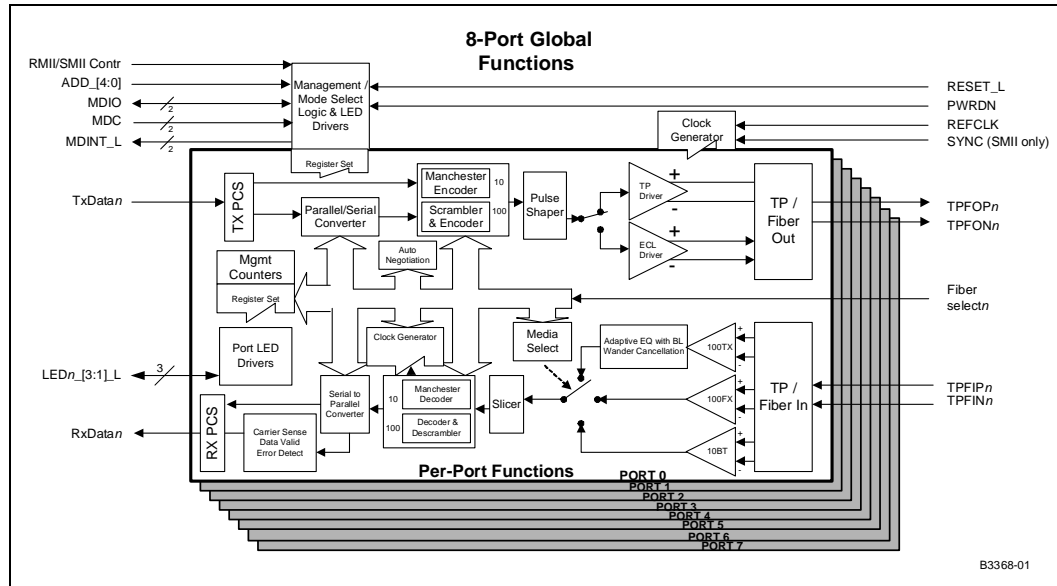 8-Port Global
Functions
RMII/SMII Contr
ADD_[4:0]
MDIO
2
MDC
2
MDINT_L
2
Management /
Mode Select
Logic & LED
Drivers
Register Set
RESET_L
PWRDN
REFCLK
SYNC (SMII only)
Clock
Generator
TxDatan
TX PCS
Parallel/Serial
Converter
Manchester
Encoder
10
Scrambler
& Encoder
100
Pulse
Shaper
TP
Driver
+
-
ECL
Driver
+
-
TP /
Fiber
Out
TPFOPn
TPFONn
Auto
Negotiation
Mgmt
Counters
Register Set
Fiber
selectn
Clock Generator
Media
Select
Adaptive EQ with BL
Wander Cancellation
100TX
+
-
100FX
+
-
10BT
+
-
TP /
Fiber In
TPFIPn
TPFINn
Port LED
Drivers
LEDn_[3:1]_L
3
RxDatan
RX PCS
Serial to
Parallel
Converter
Carrier Sense
Data Valid
Error Detect
10
Manchester
Decoder
100
Decoder &
Descrambler
Slicer
Per-Port Functions
PORT 0
PORT 1
PORT 2
PORT 3
PORT 4
PORT 5
PORT 6
PORT 7
B3368-01